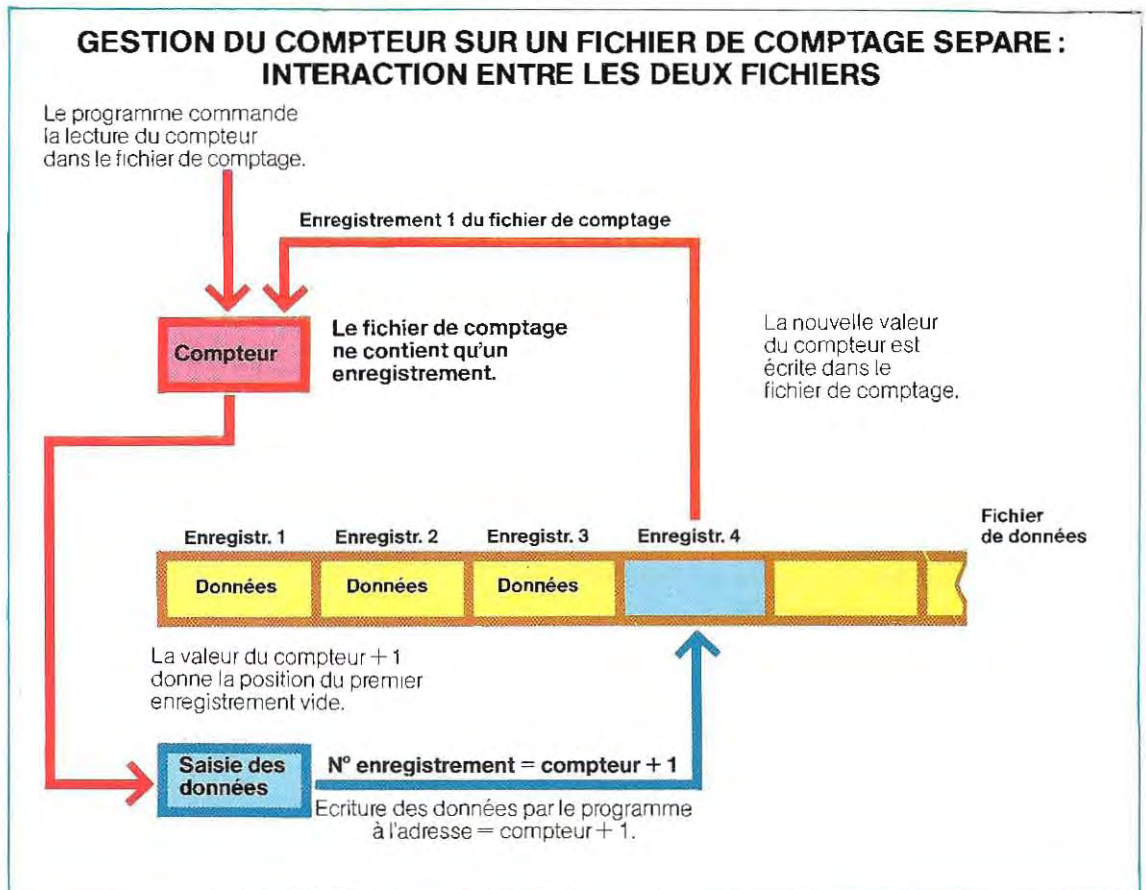 GESTION DU COMPTEUR SUR UN FICHIER DE COMPTAGE SEPARE :
INTERACTION ENTRE LES DEUX FICHIERS
Le programme commande
la lecture du compteur
dans le fichier de comptage.
Enregistrement 1 du fichier de comptage
Compteur
Le fichier de comptage
ne contient qu'un
enregistrement.
La nouvelle valeur
du compteur est
écrite dans le
fichier de comptage.
Fichier
de données
Enregistr. 1
Enregistr. 2
Enregistr. 3
Enregistr. 4
Données
Données
Données
La valeur du compteur + 1
donne la position du premier
enregistrement vide.
Saisie des
données
N° enregistrement = compteur + 1
Ecriture des données par le programme
à l'adresse = compteur + 1.